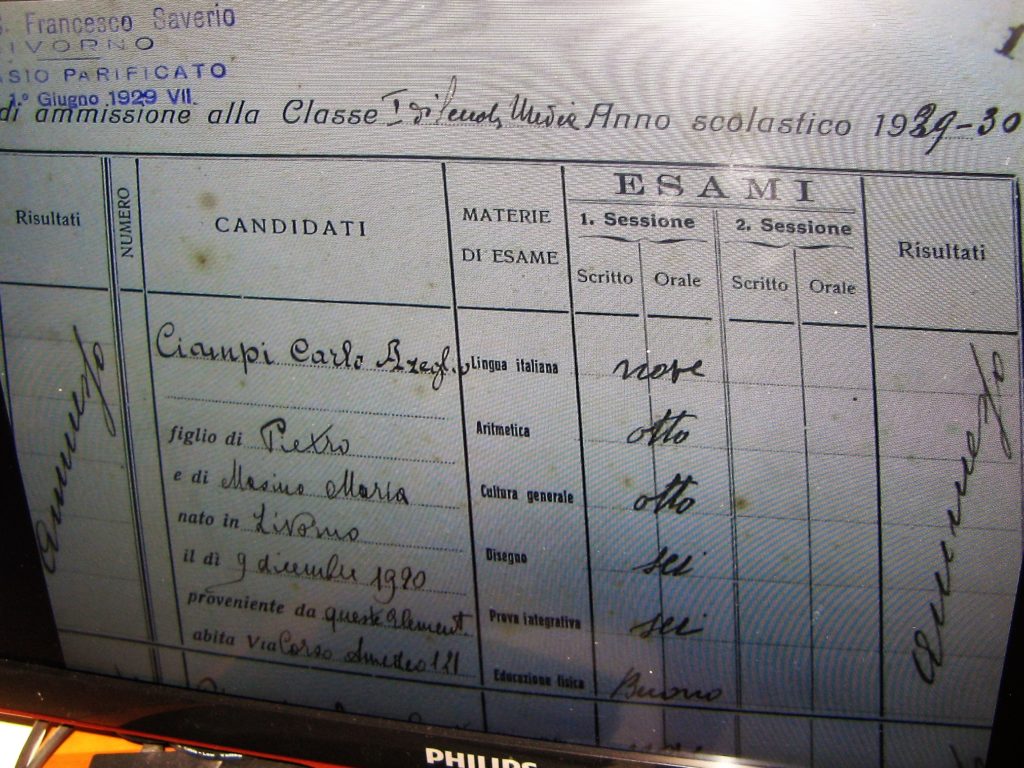 S. Francesco Saverio
LIVORNO
PARIFICATO
1.º Giugno 1929 VII.
1
di ammissione alla Classe I di Scuola Media Anno scolastico 1929-30
Risultati
NUMERO
CANDIDATI
MATERIE
DI ESAME
ESAMI
1. Sessione
2. Sessione
Scritto
Orale
Scritto
Orale
Risultati
ammesso
Ciampi Carlo Azeglio
Lingua italiana
nove
Aritmetica
otto
figlio di Pietro
e di Masino Maria
Cultura generale
otto
nato in Livorno
il dì 9 dicembre 1920
Disegno
sei
proveniente da queste Element.
Prova integrativa
sei
abita Via Corso Amedeo 121
Educazione fisica
Buono
ammesso
PHILIPS